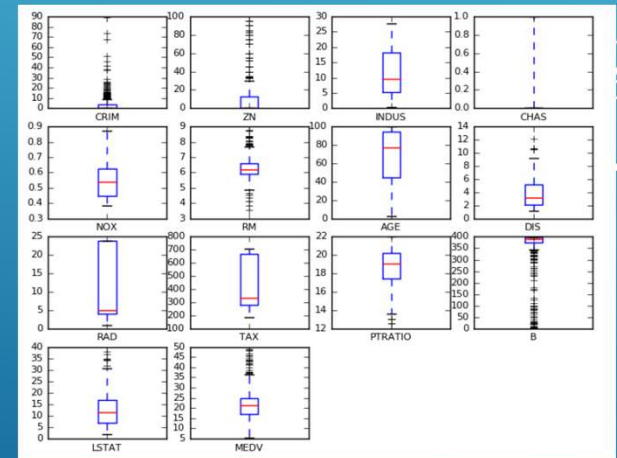 90 80 70 60 50 40 30 20 10 0
CRIM
100 80 60 40 20 0
ZN
30 25 20 15 10 5 0
INDUS
1.0 0.8 0.6 0.4 0.2 0.0
CHAS
0.9 0.8 0.7 0.6 0.5 0.4 0.3
NOX
9 8 7 6 5 4 3
RM
100 80 60 40 20 0
AGE
14 12 10 8 6 4 2 0
DIS
25 20 15 10 5 0
RAD
800 700 600 500 400 300 200 100
TAX
22 20 18 16 14 12
PTRATIO
400 350 300 250 200 150 100 50 0
B
40 35 30 25 20 15 10 5 0
LSTAT
50 45 40 35 30 25 20 15 10 5
MEDV